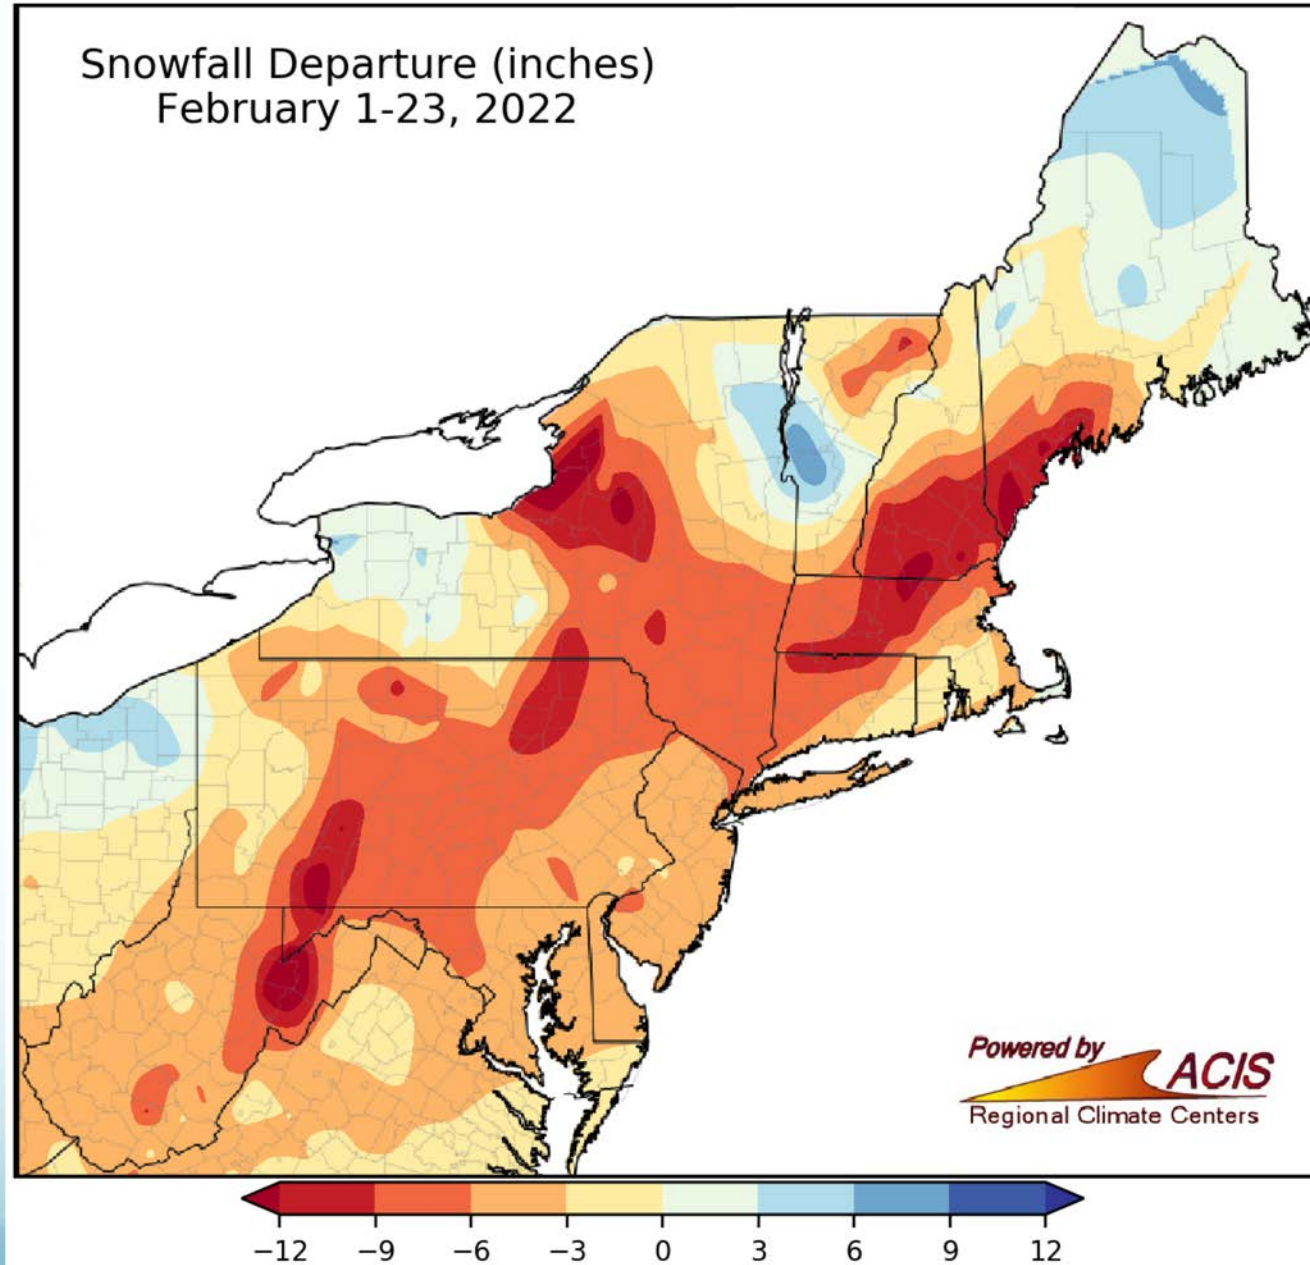 Snowfall Departure (inches)
February 1-23, 2022
Powered by
ACIS
Regional Climate Centers
−12 −9 −6 −3 0 3 6 9 12